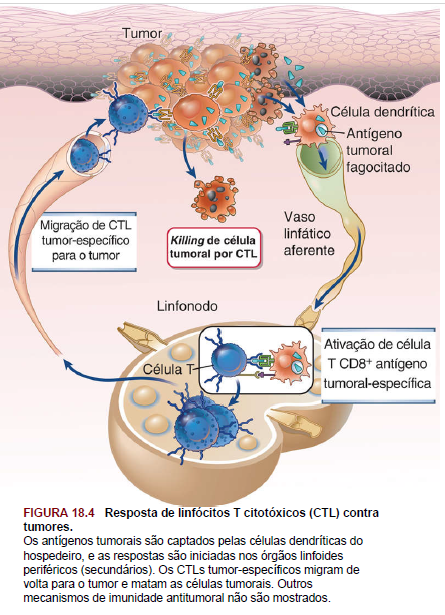 Tumor
Célula dendrítica
Antígeno
tumoral
fagocitado
Migração de CTL
tumor-específico
para o tumor
Killing de célula
tumoral por CTL
Vaso
linfático
aferente
Linfonodo
Célula T
Ativação de célula
T CD8+ antígeno
tumoral-específica
FIGURA 18.4 Resposta de linfócitos T citotóxicos (CTL) contra
tumores.
Os antígenos tumorais são captados pelas células dendríticas do
hospedeiro, e as respostas são iniciadas nos órgãos linfoides
periféricos (secundários). Os CTLs tumor-específicos migram de
volta para o tumor e matam as células tumorais. Outros
mecanismos de imunidade antitumoral não são mostrados.